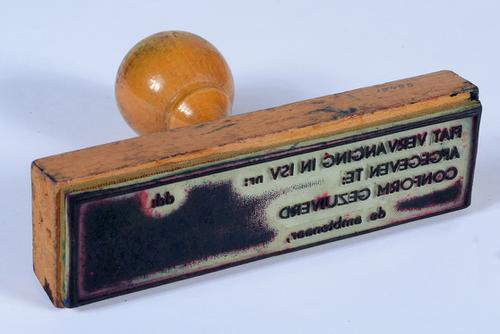 FIAT VERVANGING IN ISV nr:
AFGEGEVEN TE:
CONFORM GEZUIVERD
dd.
de ambtenaar,